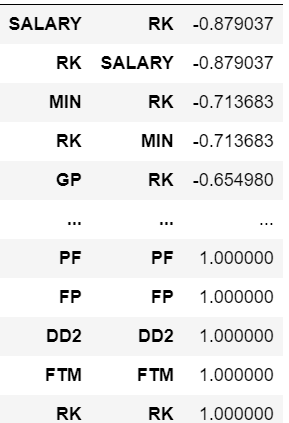 SALARY RK -0.879037
RK SALARY -0.879037
MIN RK -0.713683
RK MIN -0.713683
GP RK -0.654980
... ... ...
PF PF 1.000000
FP FP 1.000000
DD2 DD2 1.000000
FTM FTM 1.000000
RK RK 1.000000